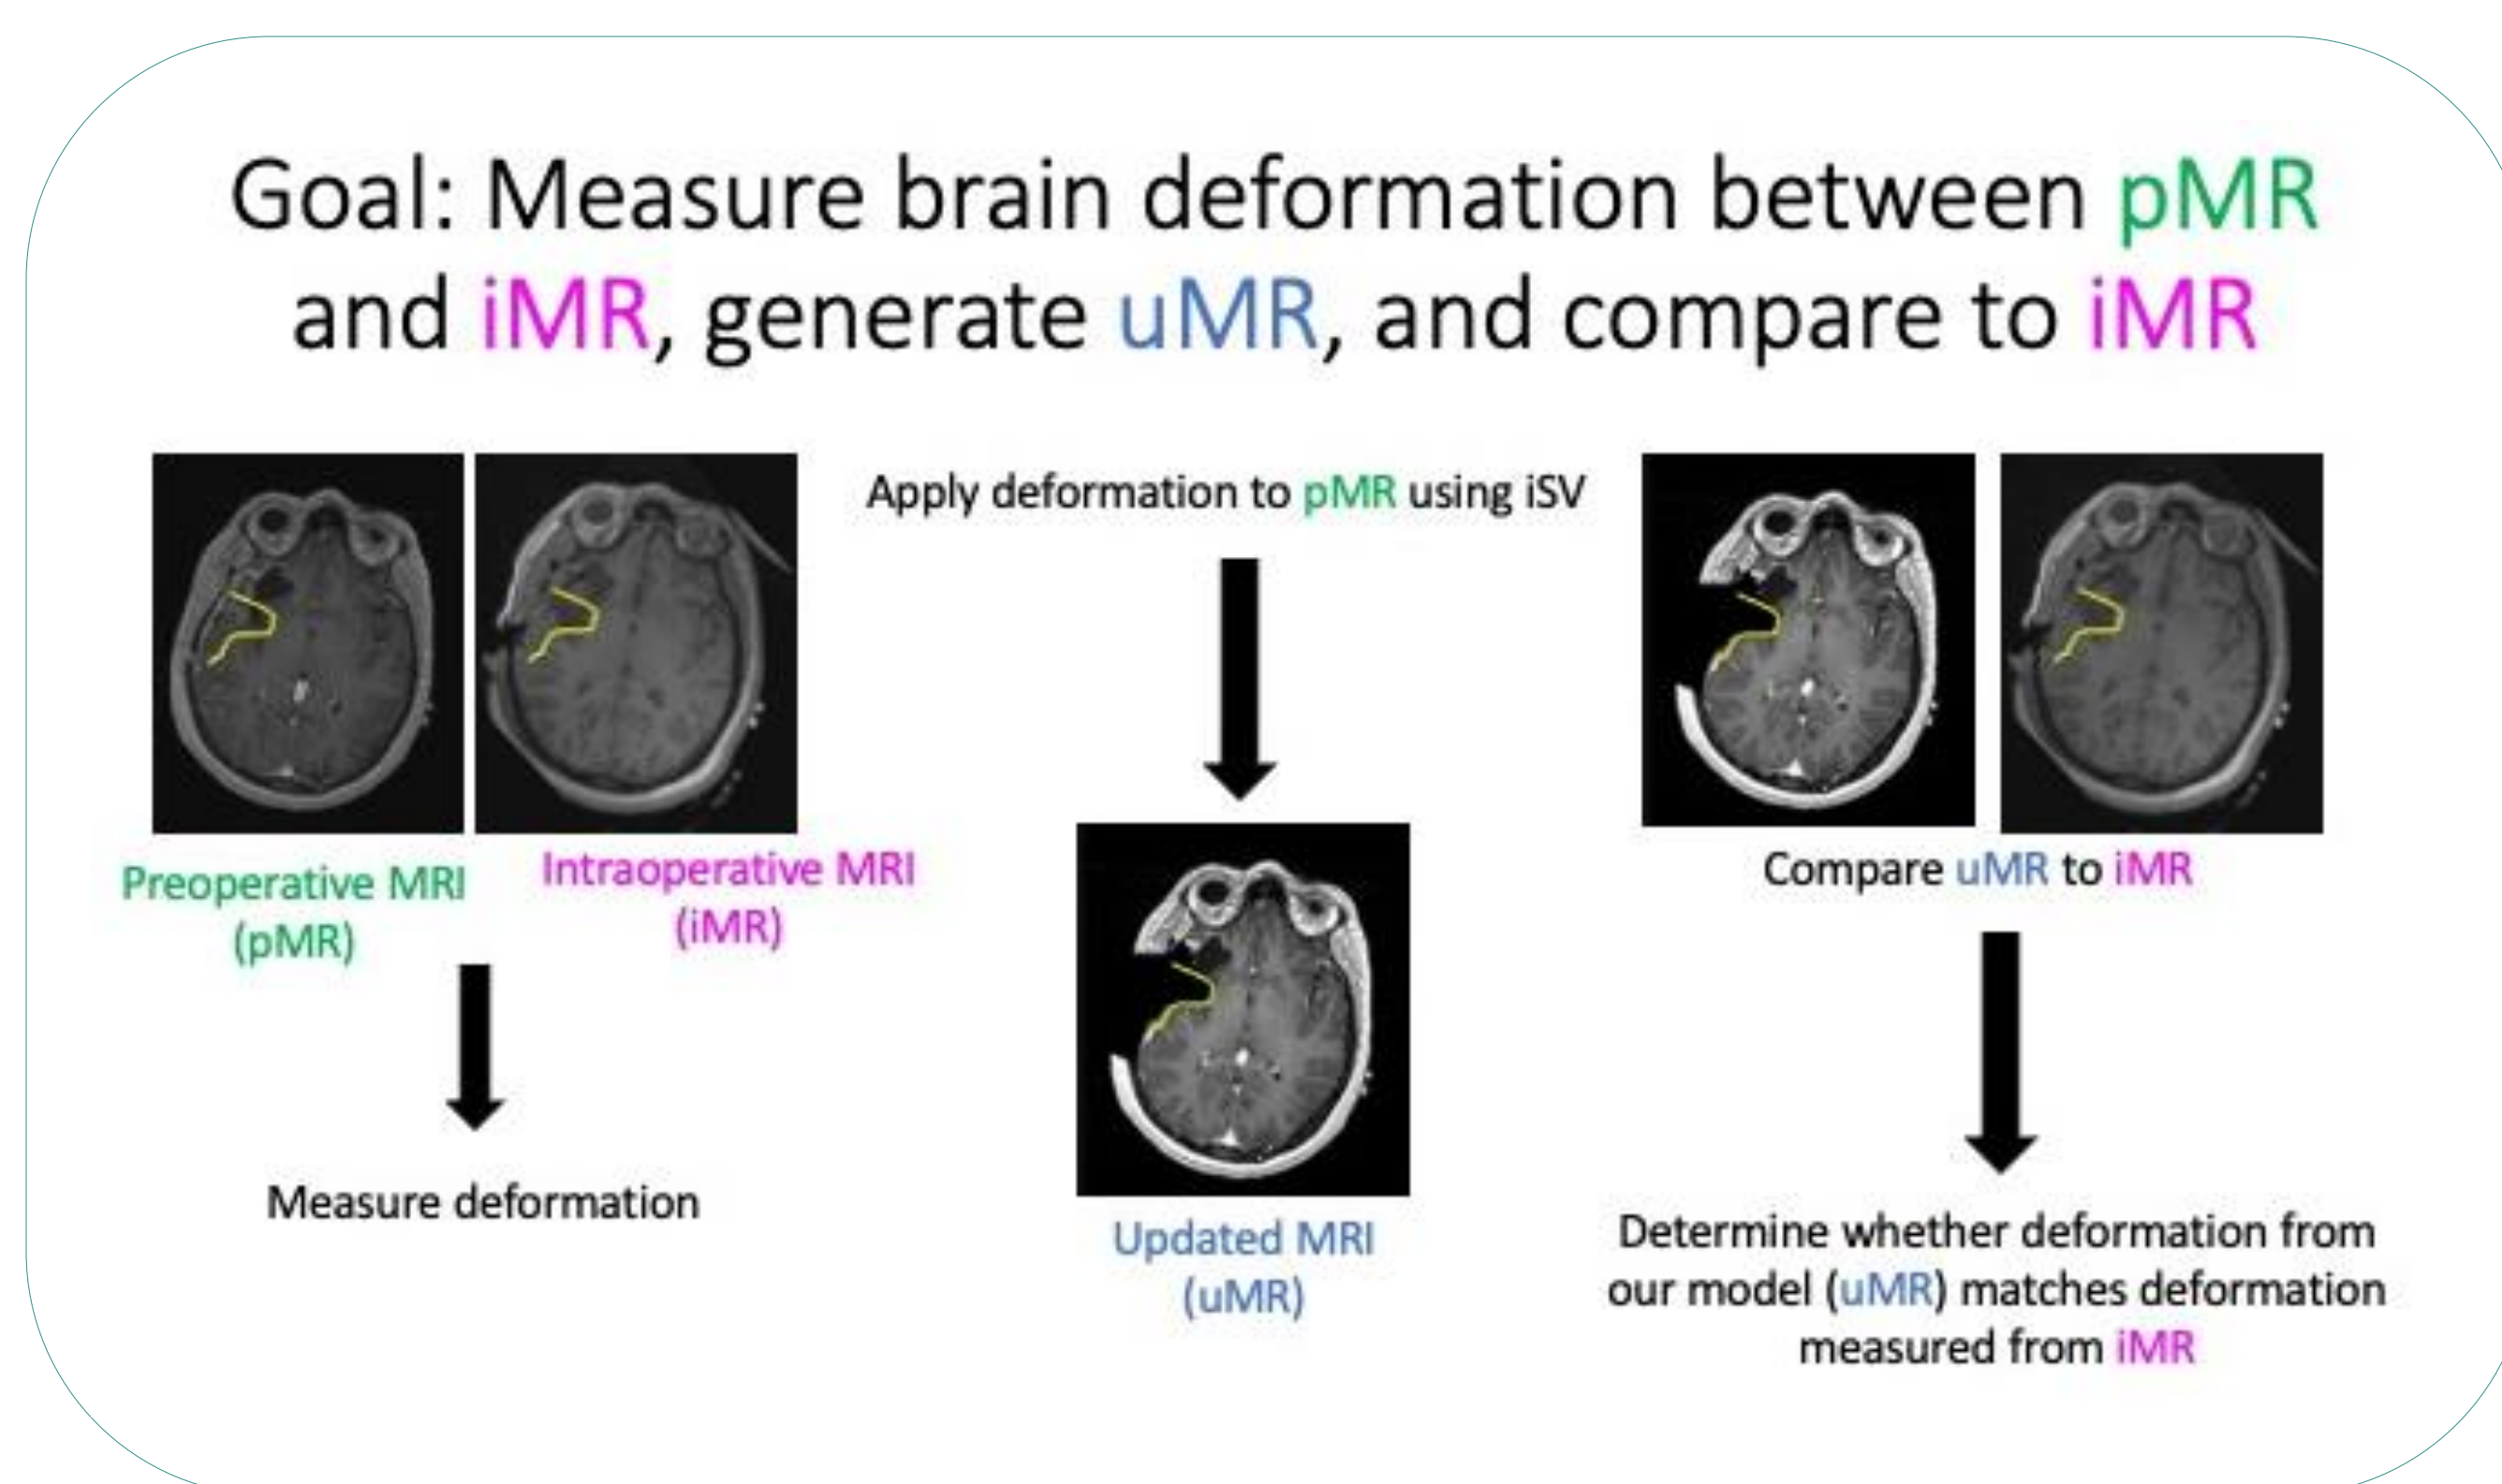 Goal: Measure brain deformation between pMR
and iMR, generate uMR, and compare to iMR
Preoperative MRI
(pMR)
Intraoperative MRI
(iMR)
Measure deformation
Apply deformation to pMR using iSV
Updated MRI
(uMR)
Compare uMR to iMR
Determine whether deformation from
our model (uMR) matches deformation
measured from iMR